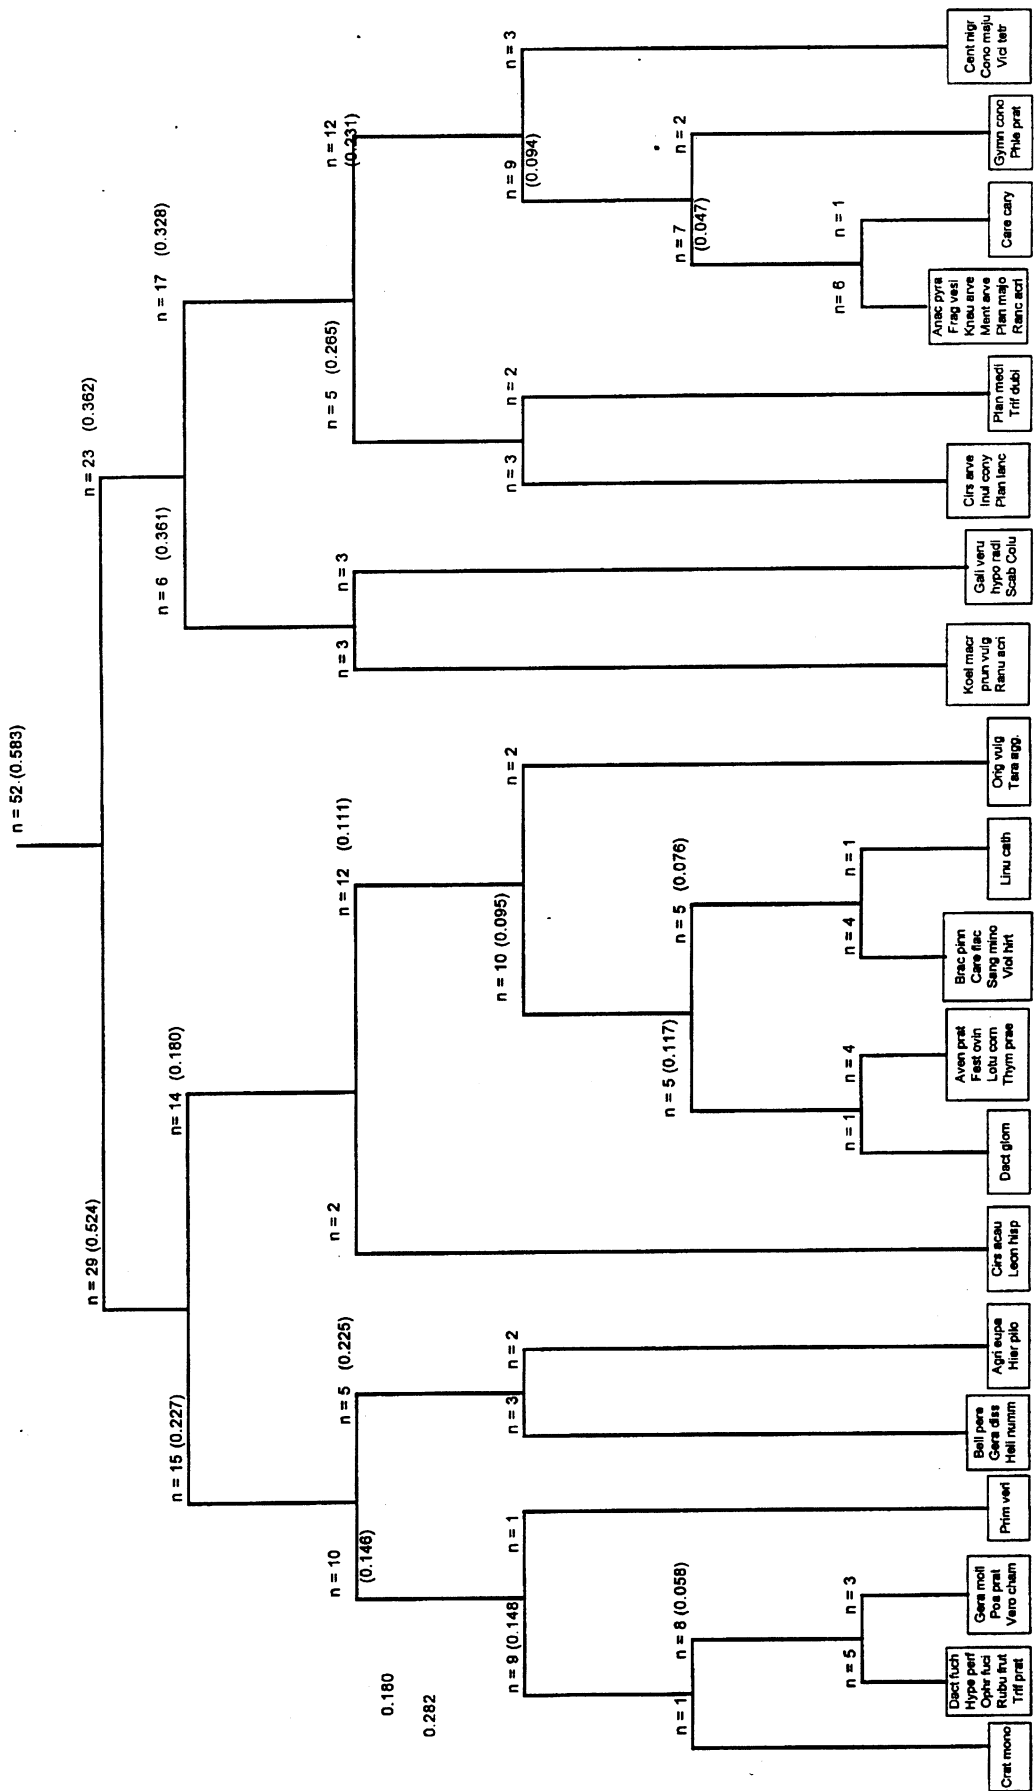 n = 52 (0.583)
n = 29 (0.524)
n = 23 (0.362)
n = 15 (0.227)
n= 14 (0.180)
n = 6 (0.361)
n = 17 (0.328)
n = 10
(0.146)
n = 5 (0.225)
n = 2
n = 12 (0.111)
n = 3
n = 3
n = 5 (0.265)
n = 12
(0.231)
0.180
0.282
n = 9 (0.148)
n = 1
n = 3
n = 2
n = 10 (0.095)
n = 2
n = 3
n = 2
n = 9
(0.094)
n = 3
n = 1
n = 8 (0.058)
n = 5 (0.117)
n = 5 (0.076)
n = 7
(0.047)
n = 2
n = 5
n = 3
n = 1
n = 4
n = 4
n = 1
n= 6
n = 1
Crat mono
Dact fuch
Hype perf
Ophr fuci
Rubu frut
Trif prat
Gera moll
Poa prat
Vero cham
Prim veri
Bell pere
Gera diss
Heli numm
Agri eupa
Hier pilo
Cirs acau
Leon hisp
Dact glom
Aven prat
Fest ovin
Lotu corn
Thym prae
Brac pinn
Care flac
Sang mino
Viol hirt
Linu cath
Orig vulg
Tara agg.
Koel macr
prun vulg
Ranu acri
Gali veru
hypo radi
Scab Colu
Cirs arve
Inul cony
Plan lanc
Plan medi
Trif dubi
Anac pyra
Frag vesi
Knau arve
Ment arve
Plan majo
Ranc acri
Care cary
Gymn cono
Phle prat
Cent nigr
Cono maju
Vici tetr